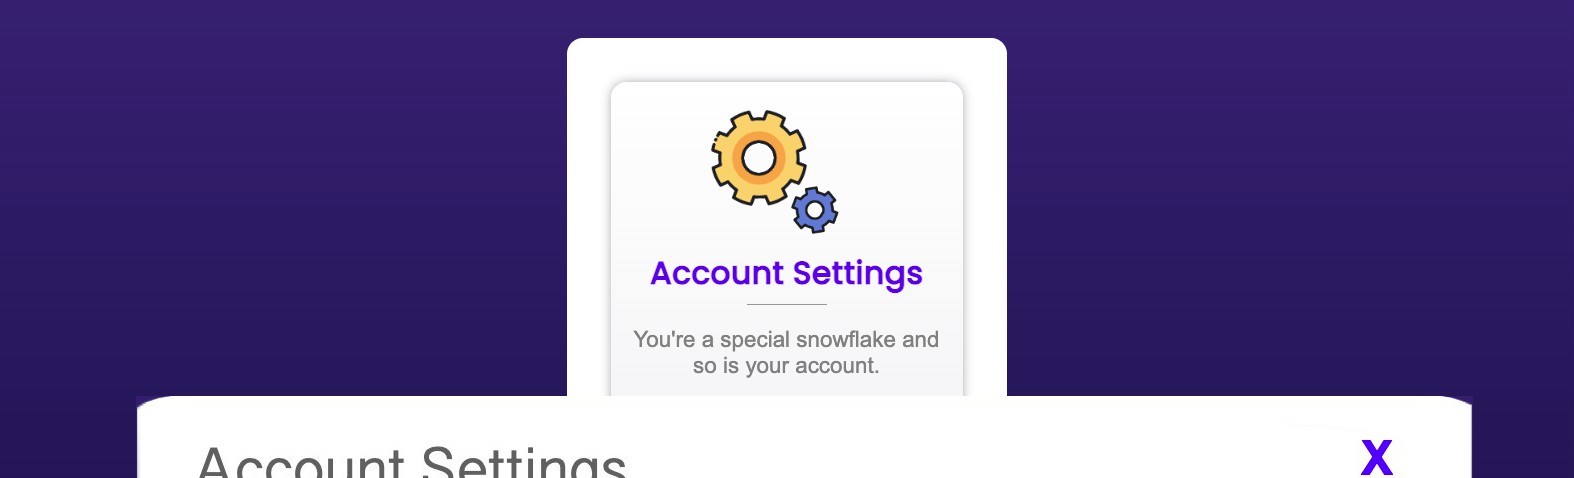 Account Settings
You're a special snowflake and
so is your account.
Account Settings
X